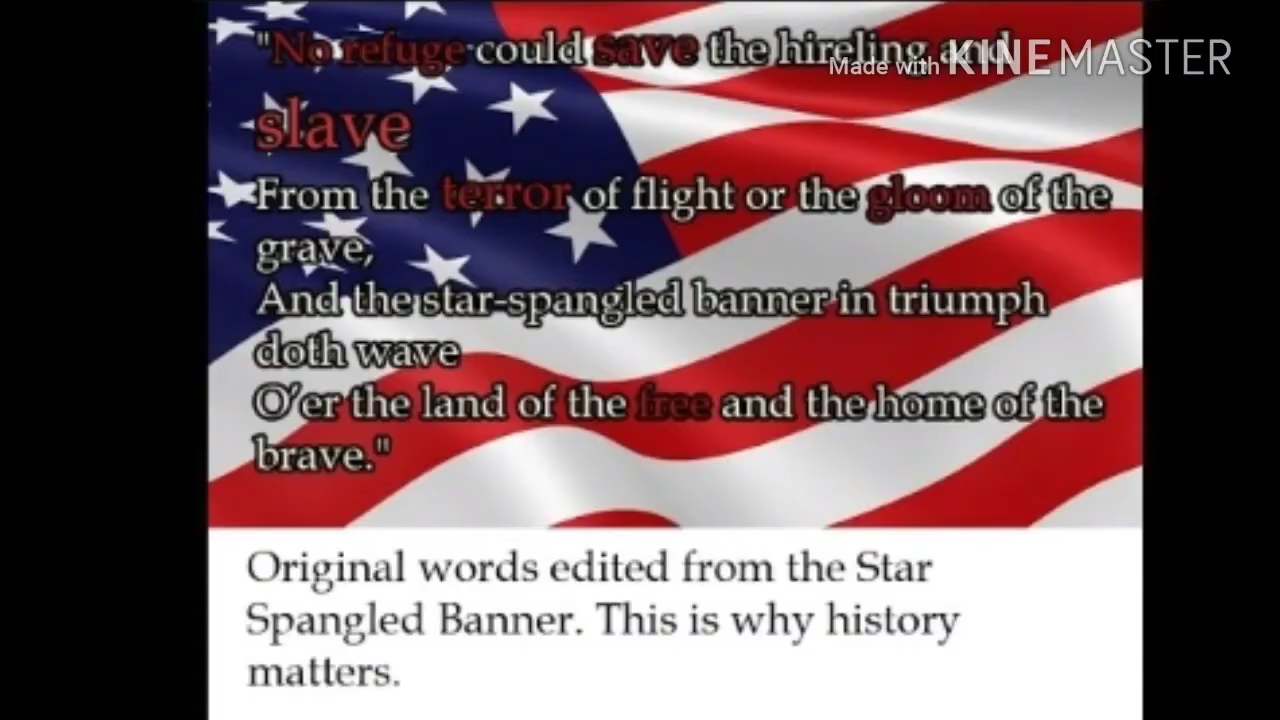 "No refuge could save the hireling and
Made with KINEMASTER
slave
From the terror of flight or the gloom of the
grave,
And the star-spangled banner in triumph
doth wave
O'er the land of the free and the home of the
brave."
Original words edited from the Star
Spangled Banner. This is why history
matters.